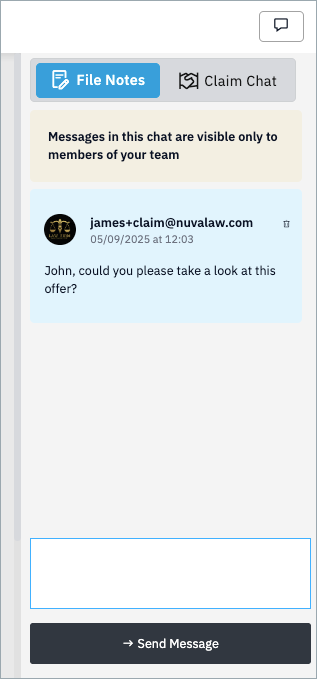 File Notes
Claim Chat
Messages in this chat are visible only to
members of your team
james+claim@nuvalaw.com
05/09/2025 at 12:03
John, could you please take a look at this
offer?
→ Send Message